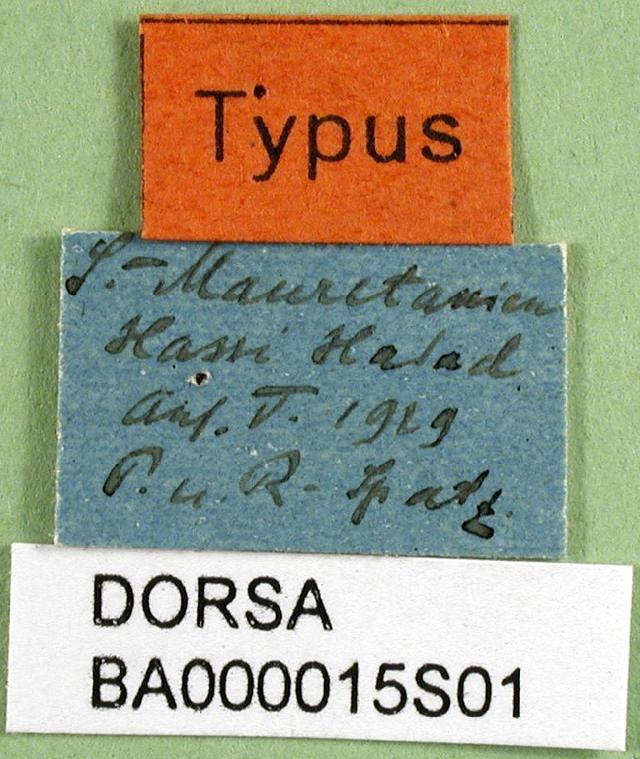 Typus
S.-Mauretanien
Hassi Halad
Anf. V. 1929
P. u. R. Spatz.
DORSA
BA000015S01